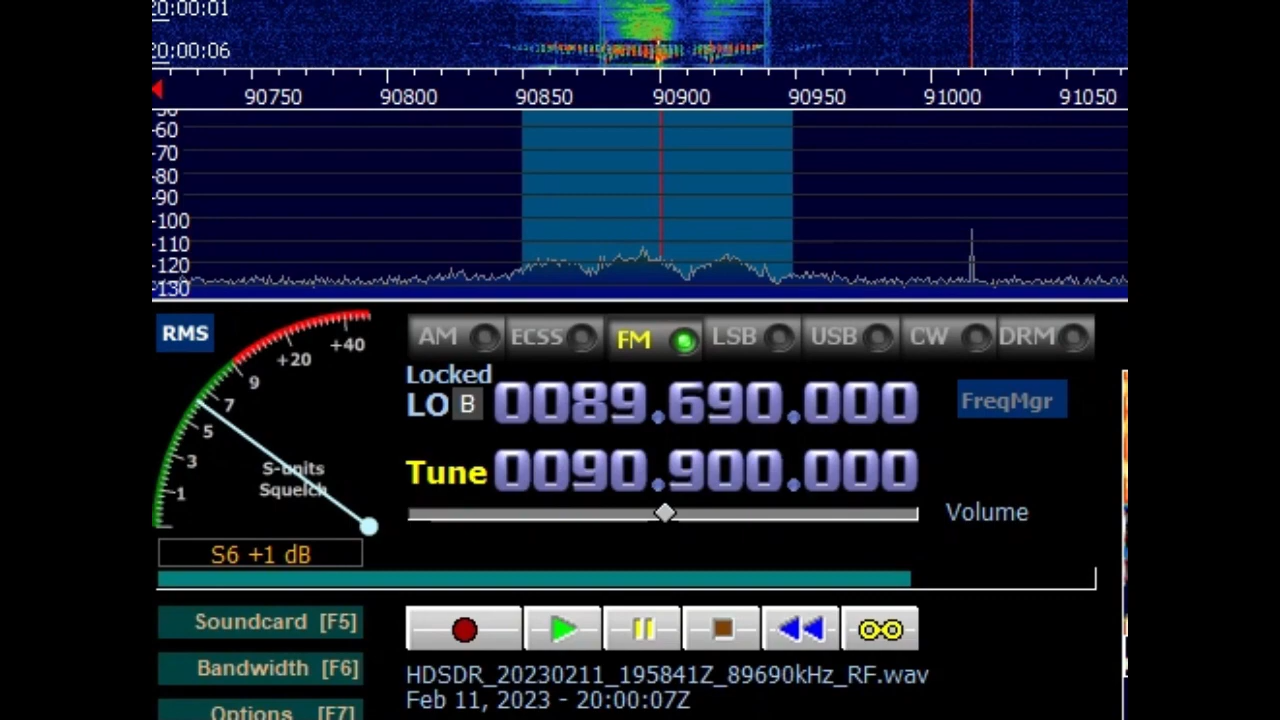 20:00:01
20:00:06
90750 90800 90850 90900 90950 91000 91050
-60
-70
-80
-90
-100
-110
-120
-130
RMS
+40
+20
9
7
5
3
1
S-units
Squelch
S6 +1 dB
AM ECSS FM LSB USB CW DRM
Locked
LO B 0089.690.000 FreqMgr
Tune 0090.900.000
Volume
Soundcard [F5]
Bandwidth [F6]
Options [F7]
HDSDR_20230211_195841Z_89690kHz_RF.wav
Feb 11, 2023 - 20:00:07Z